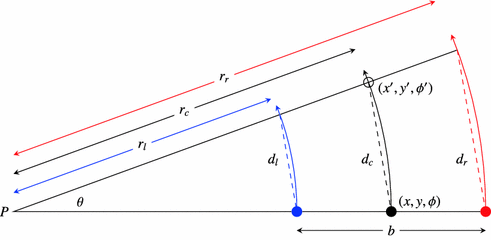 r_r
r_c
r_l
(x′, y′, ϕ′)
d_l
d_c
d_r
θ
(x, y, ϕ)
P
b